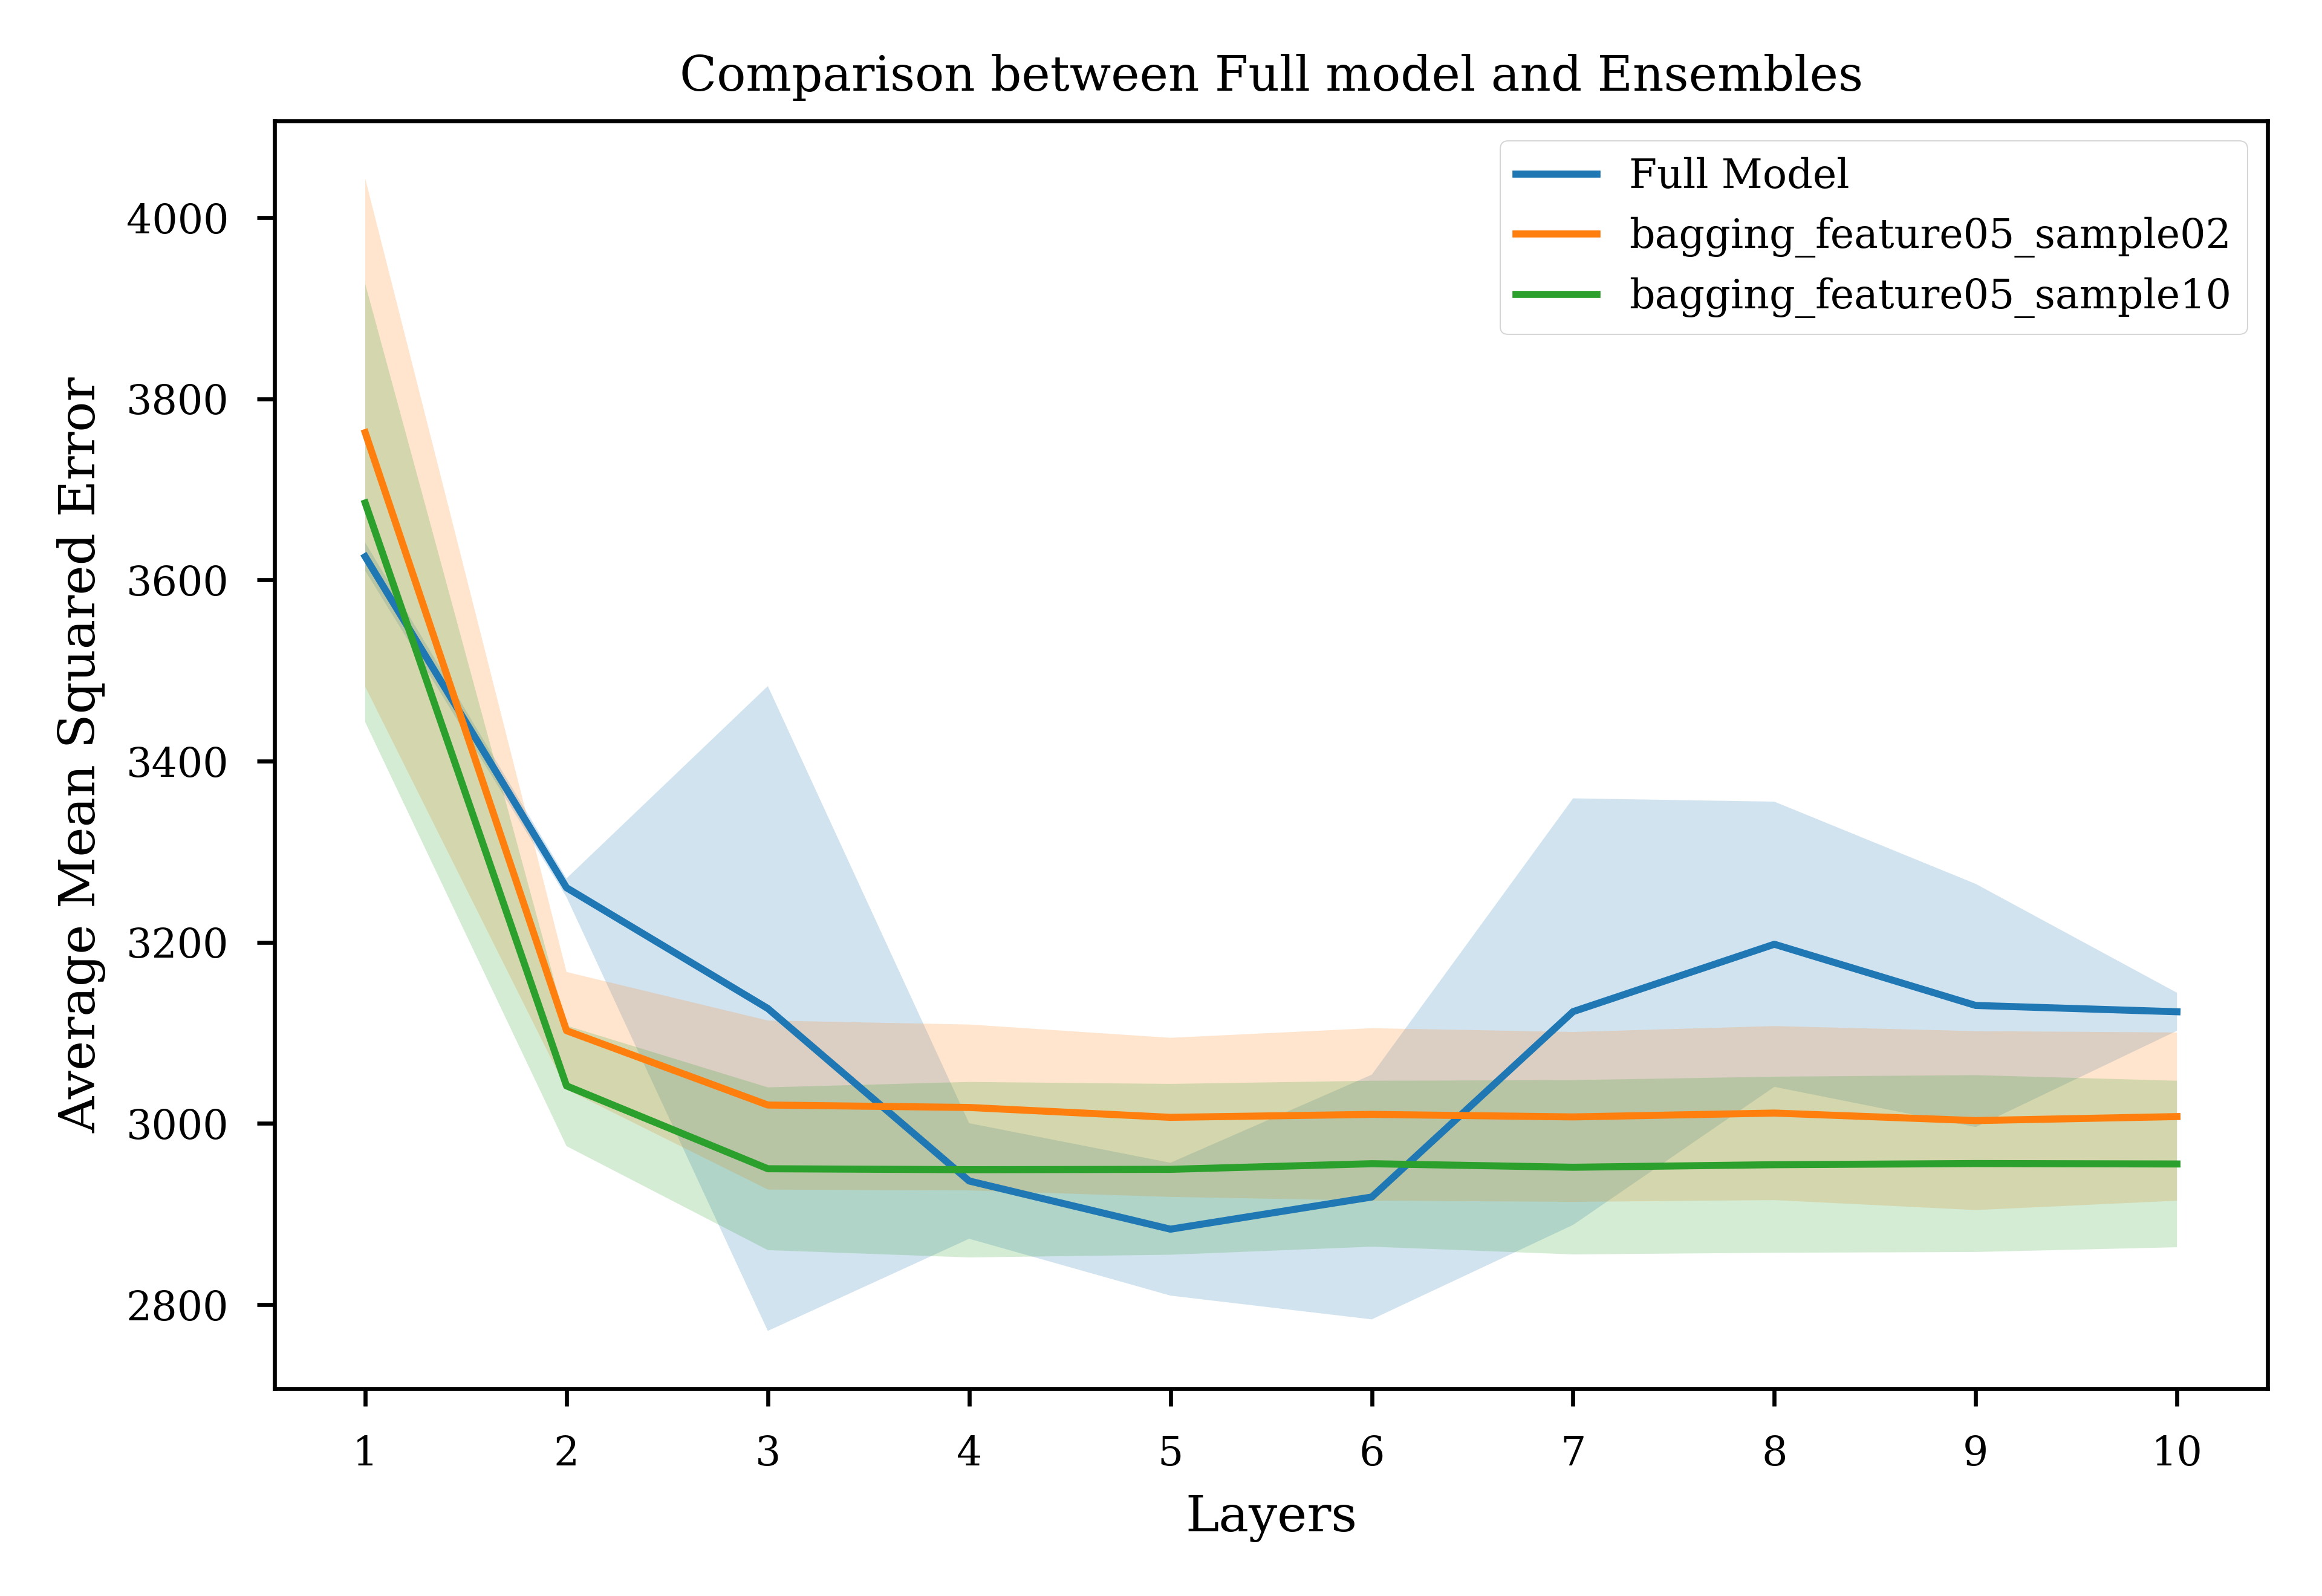 Comparison between Full model and Ensembles
Full Model
bagging_feature05_sample02
bagging_feature05_sample10
Average Mean Squared Error
4000
3800
3600
3400
3200
3000
2800
1 2 3 4 5 6 7 8 9 10
Layers